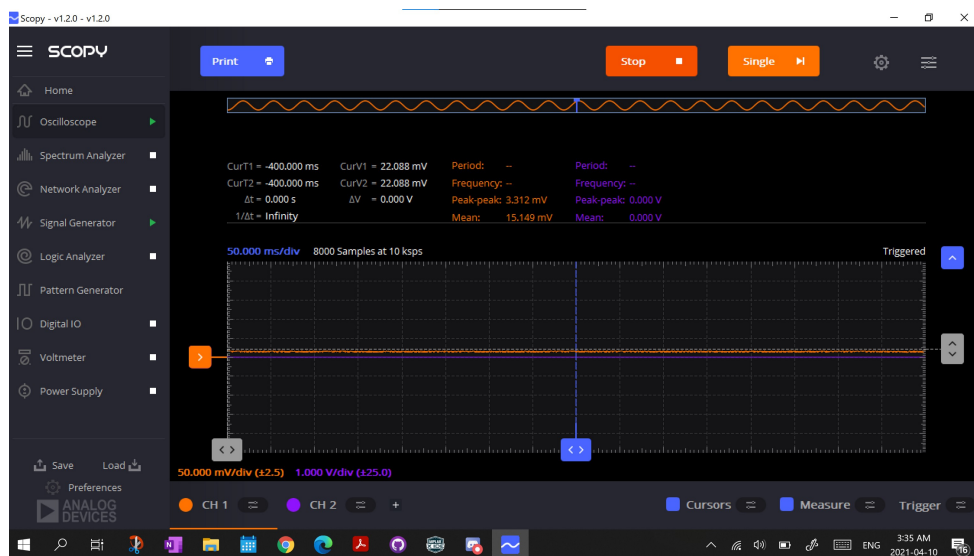 Scopy - v1.2.0 - v1.2.0
SCOPY
Print
Stop
Single
Home
Oscilloscope
Spectrum Analyzer
Network Analyzer
Signal Generator
Logic Analyzer
Pattern Generator
Digital IO
Voltmeter
Power Supply
Save Load
Preferences
ANALOG
DEVICES
CurT1 = -400.000 ms CurV1 = 22.088 mV Period: -- Period: --
CurT2 = -400.000 ms CurV2 = 22.088 mV Frequency: -- Frequency: --
Δt = 0.000 s ΔV = 0.000 V Peak-peak: 3.312 mV Peak-peak: 0.000 V
1/Δt = Infinity Mean: 15.149 mV Mean: 0.000 V
50.000 ms/div 8000 Samples at 10 ksps Triggered
50.000 mV/div (±2.5) 1.000 V/div (±25.0)
CH 1 CH 2 + Cursors Measure Trigger
ENG 3:35 AM
2021-04-10
16